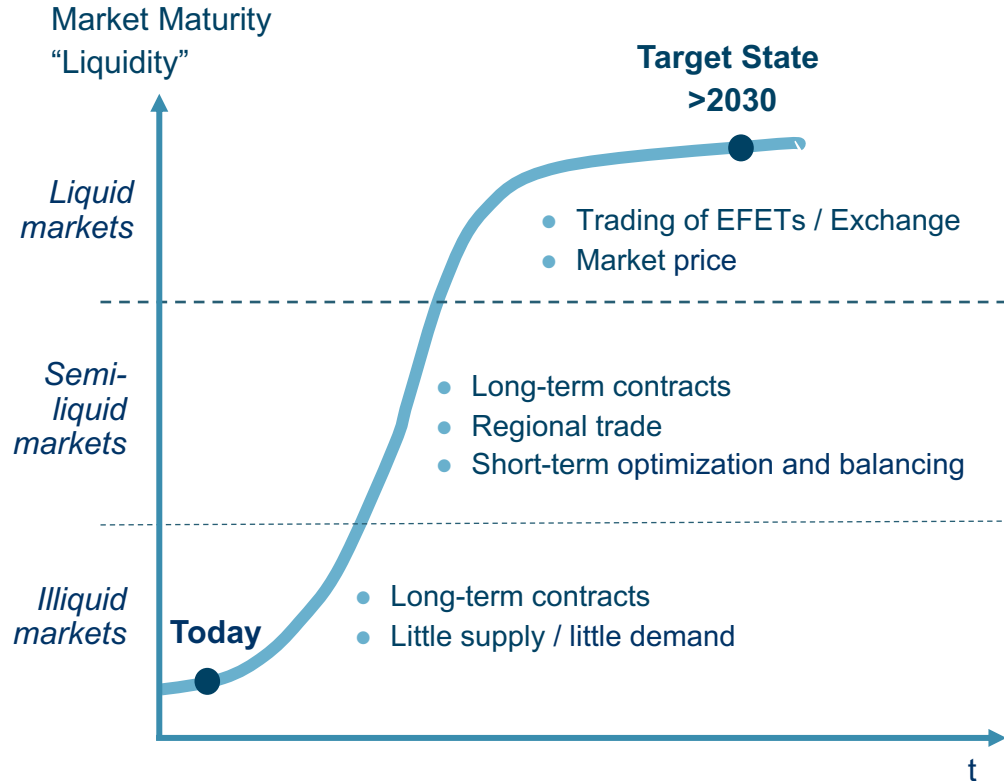 Market Maturity
“Liquidity”
Target State
>2030
Liquid
markets
• Trading of EFETs / Exchange
• Market price
Semi-
liquid
markets
• Long-term contracts
• Regional trade
• Short-term optimization and balancing
Illiquid
markets
Today
• Long-term contracts
• Little supply / little demand
t